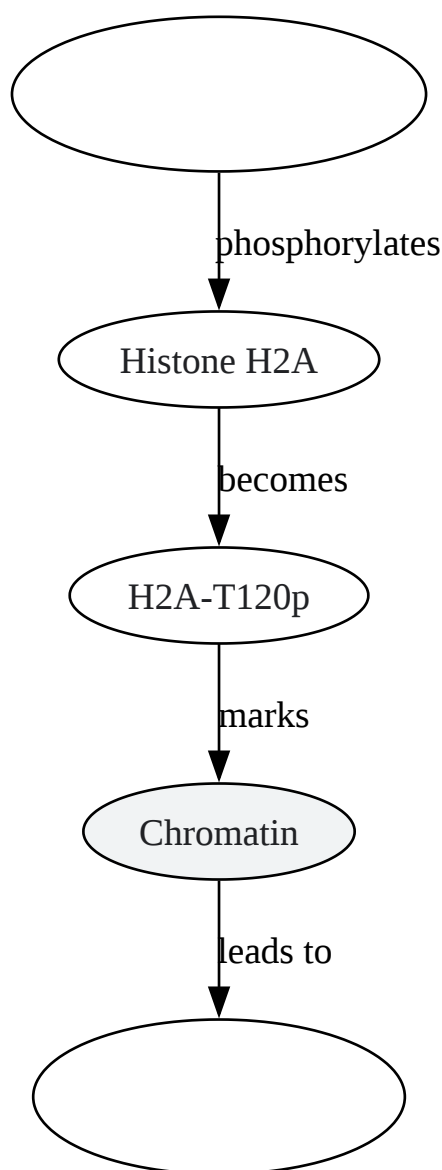 phosphorylates
Histone H2A
becomes
H2A-T120p
marks
Chromatin
leads to